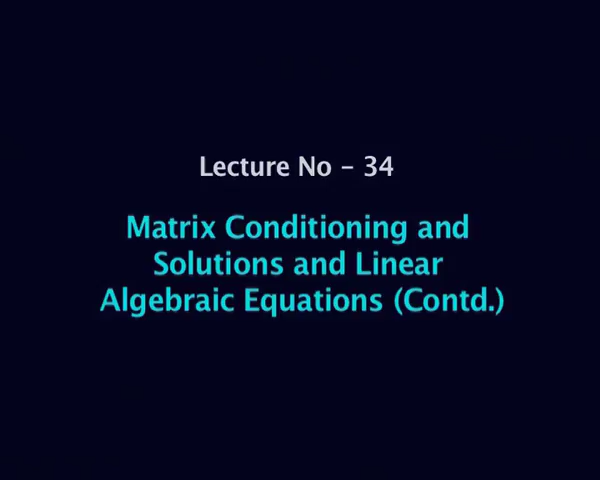 Lecture No – 34
Matrix Conditioning and
Solutions and Linear
Algebraic Equations (Contd.)